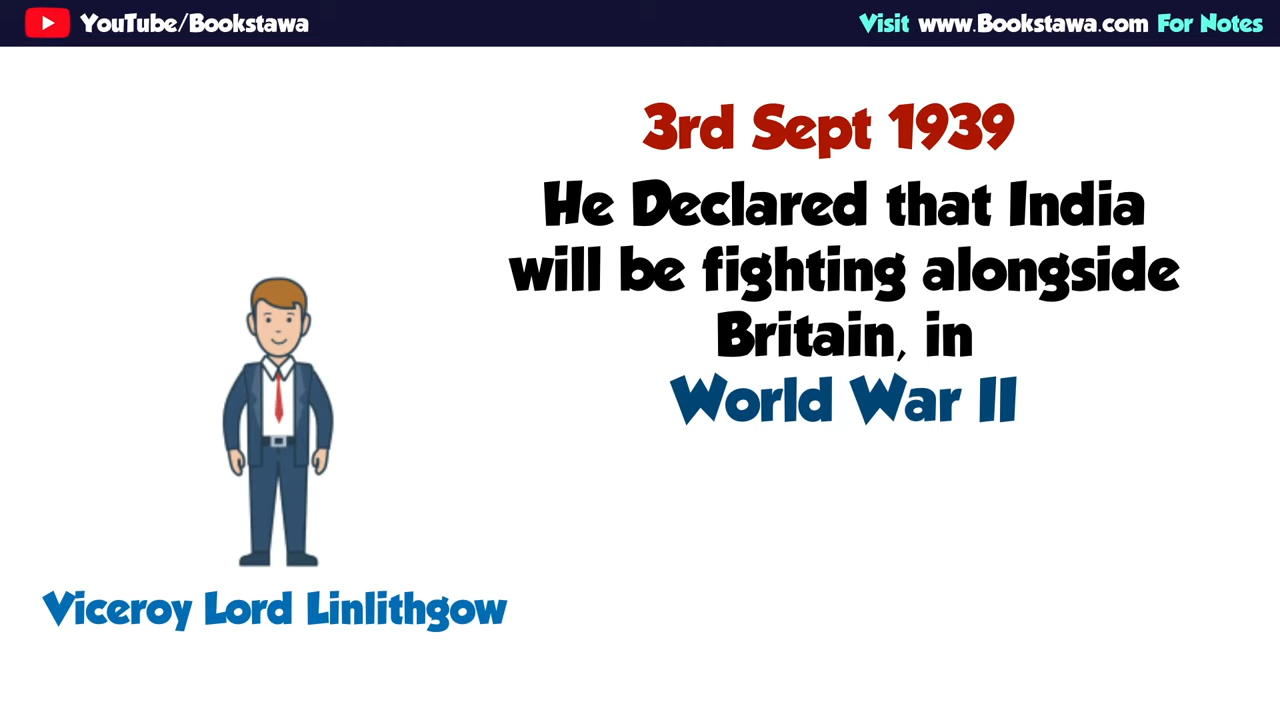 YouTube/Bookstawa
Visit www.Bookstawa.com For Notes
3rd Sept 1939
He Declared that India
will be fighting alongside
Britain, in
World War II
Viceroy Lord Linlithgow